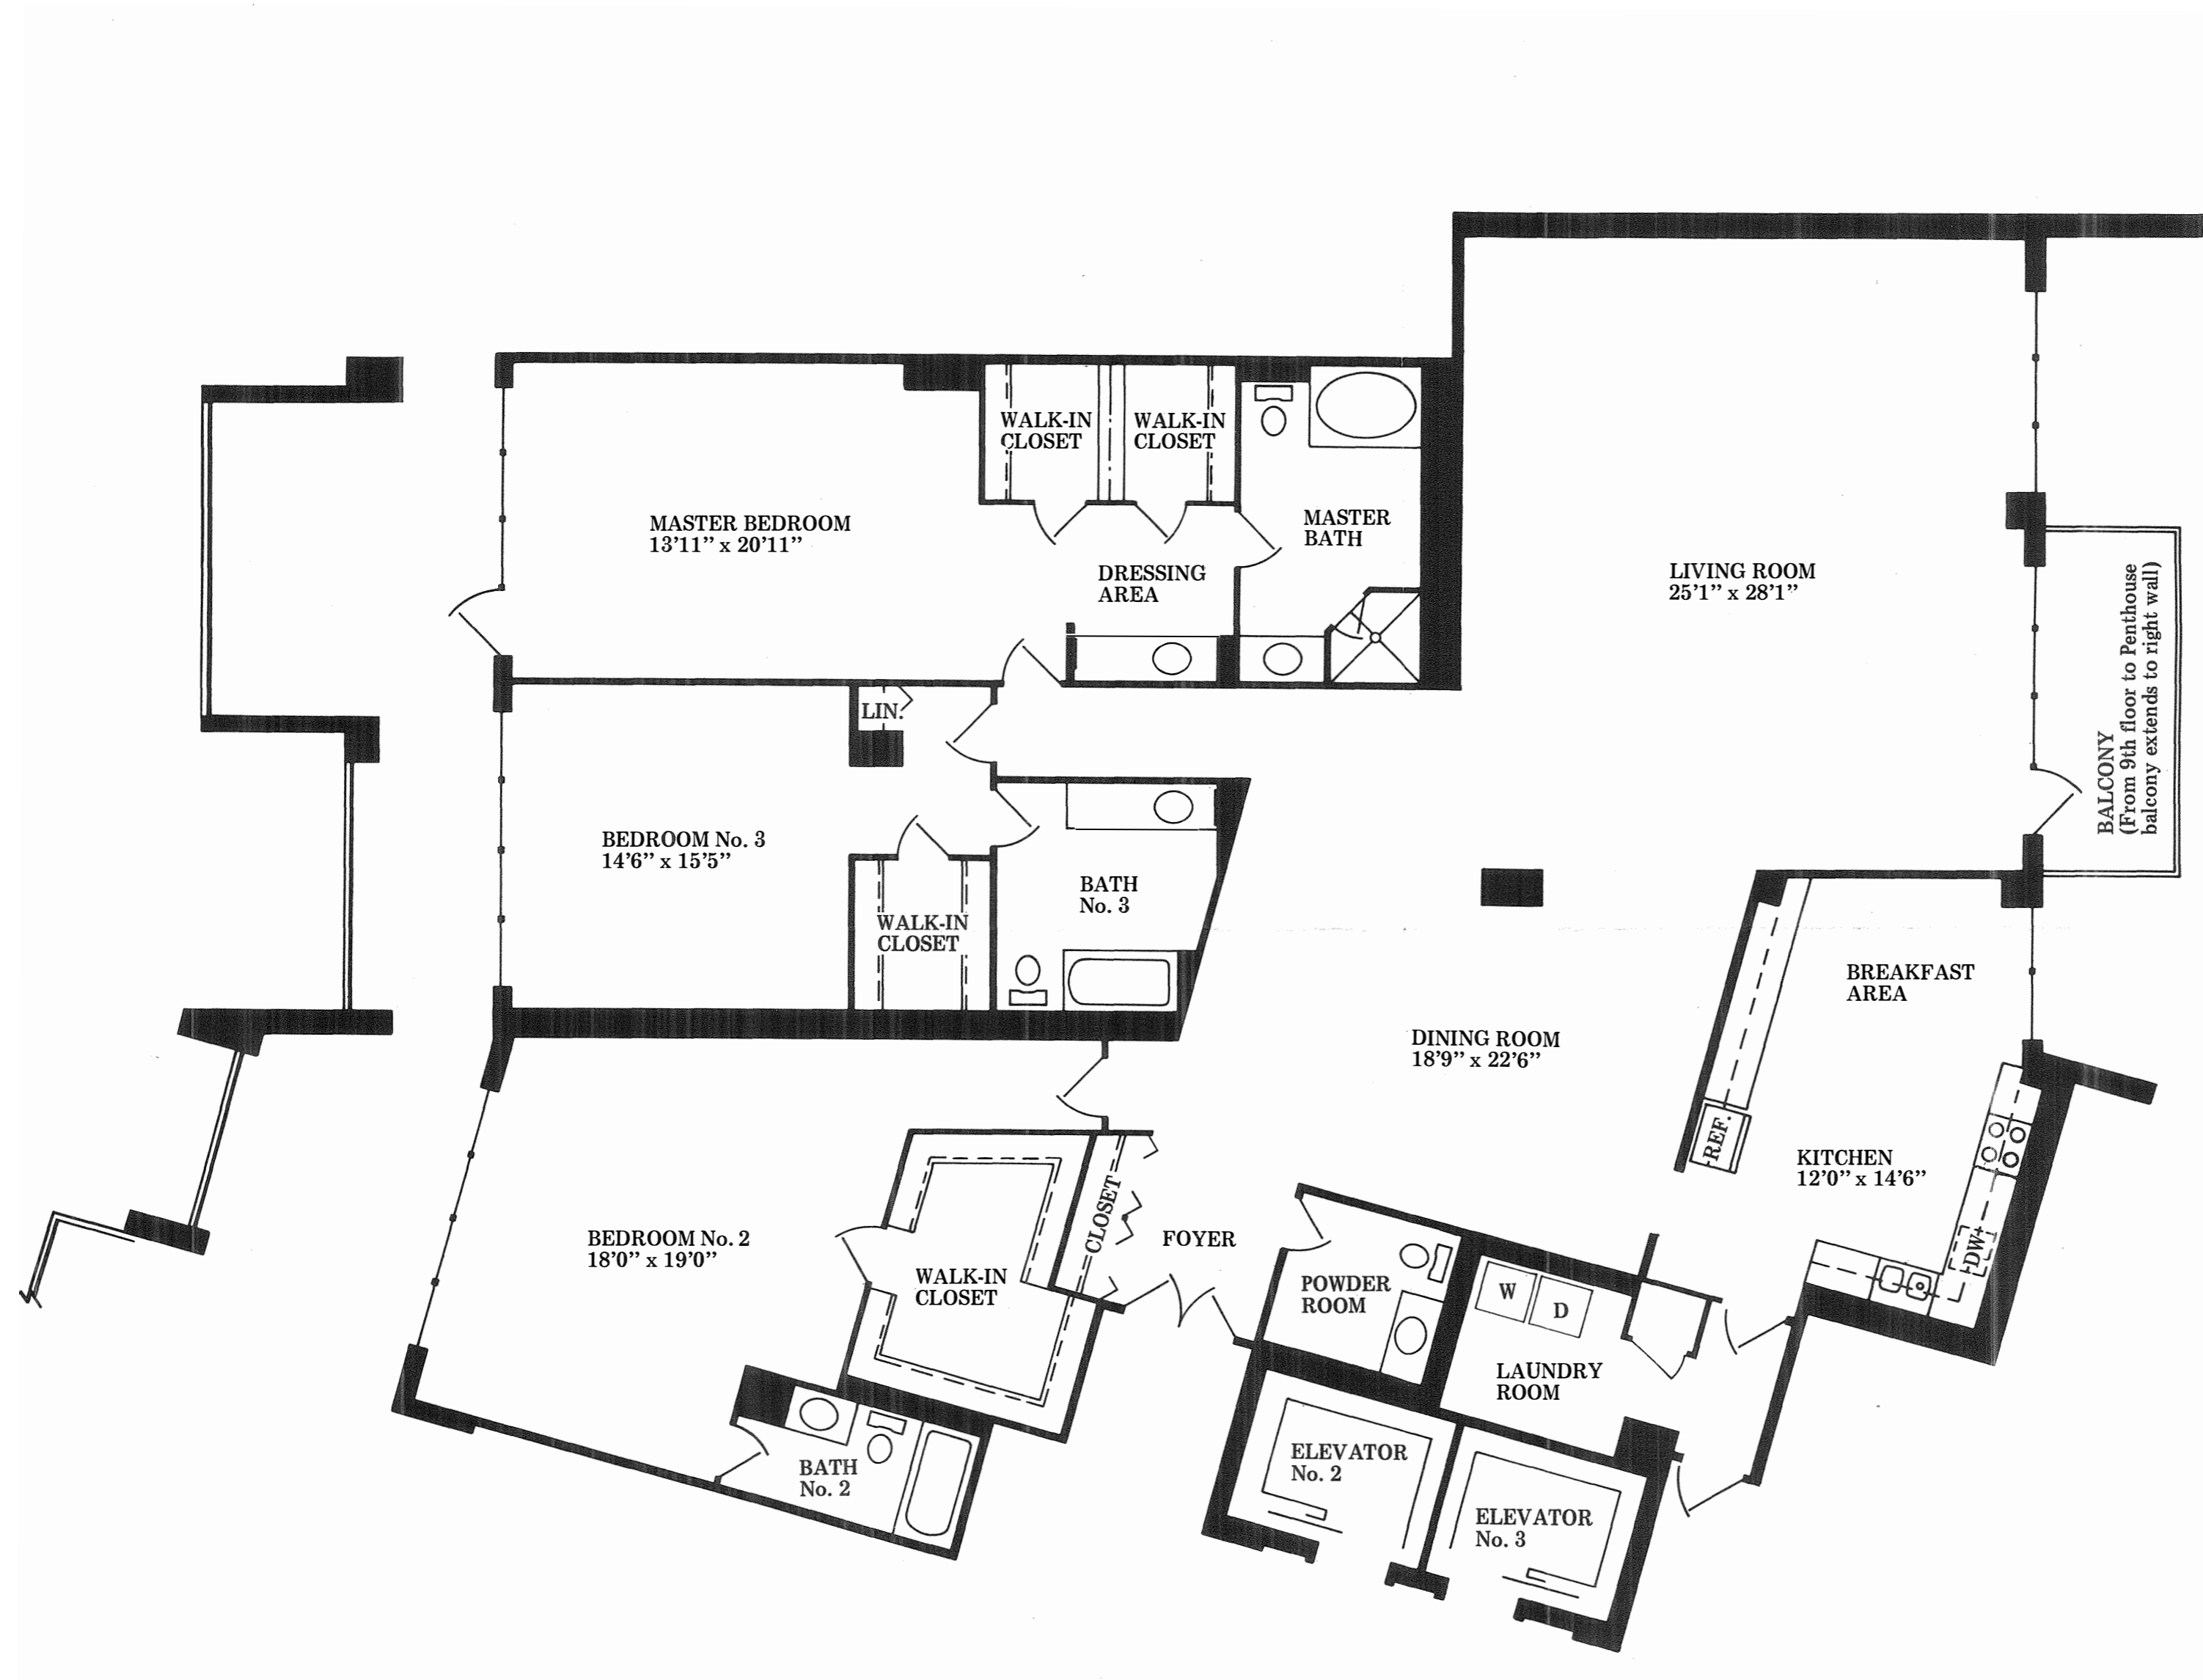 WALK-IN
CLOSET
WALK-IN
CLOSET
MASTER BEDROOM
13'11" x 20'11"
MASTER
BATH
DRESSING
AREA
LIVING ROOM
25'1" x 28'1"
BALCONY
(From 9th floor to Penthouse
balcony extends to right wall)
LIN.
BEDROOM No. 3
14'6" x 15'5"
BATH
No. 3
WALK-IN
CLOSET
BREAKFAST
AREA
DINING ROOM
18'9" x 22'6"
REF.
KITCHEN
12'0" x 14'6"
DW
CLOSET
FOYER
BEDROOM No. 2
18'0" x 19'0"
WALK-IN
CLOSET
POWDER
ROOM
W
D
LAUNDRY
ROOM
BATH
No. 2
ELEVATOR
No. 2
ELEVATOR
No. 3